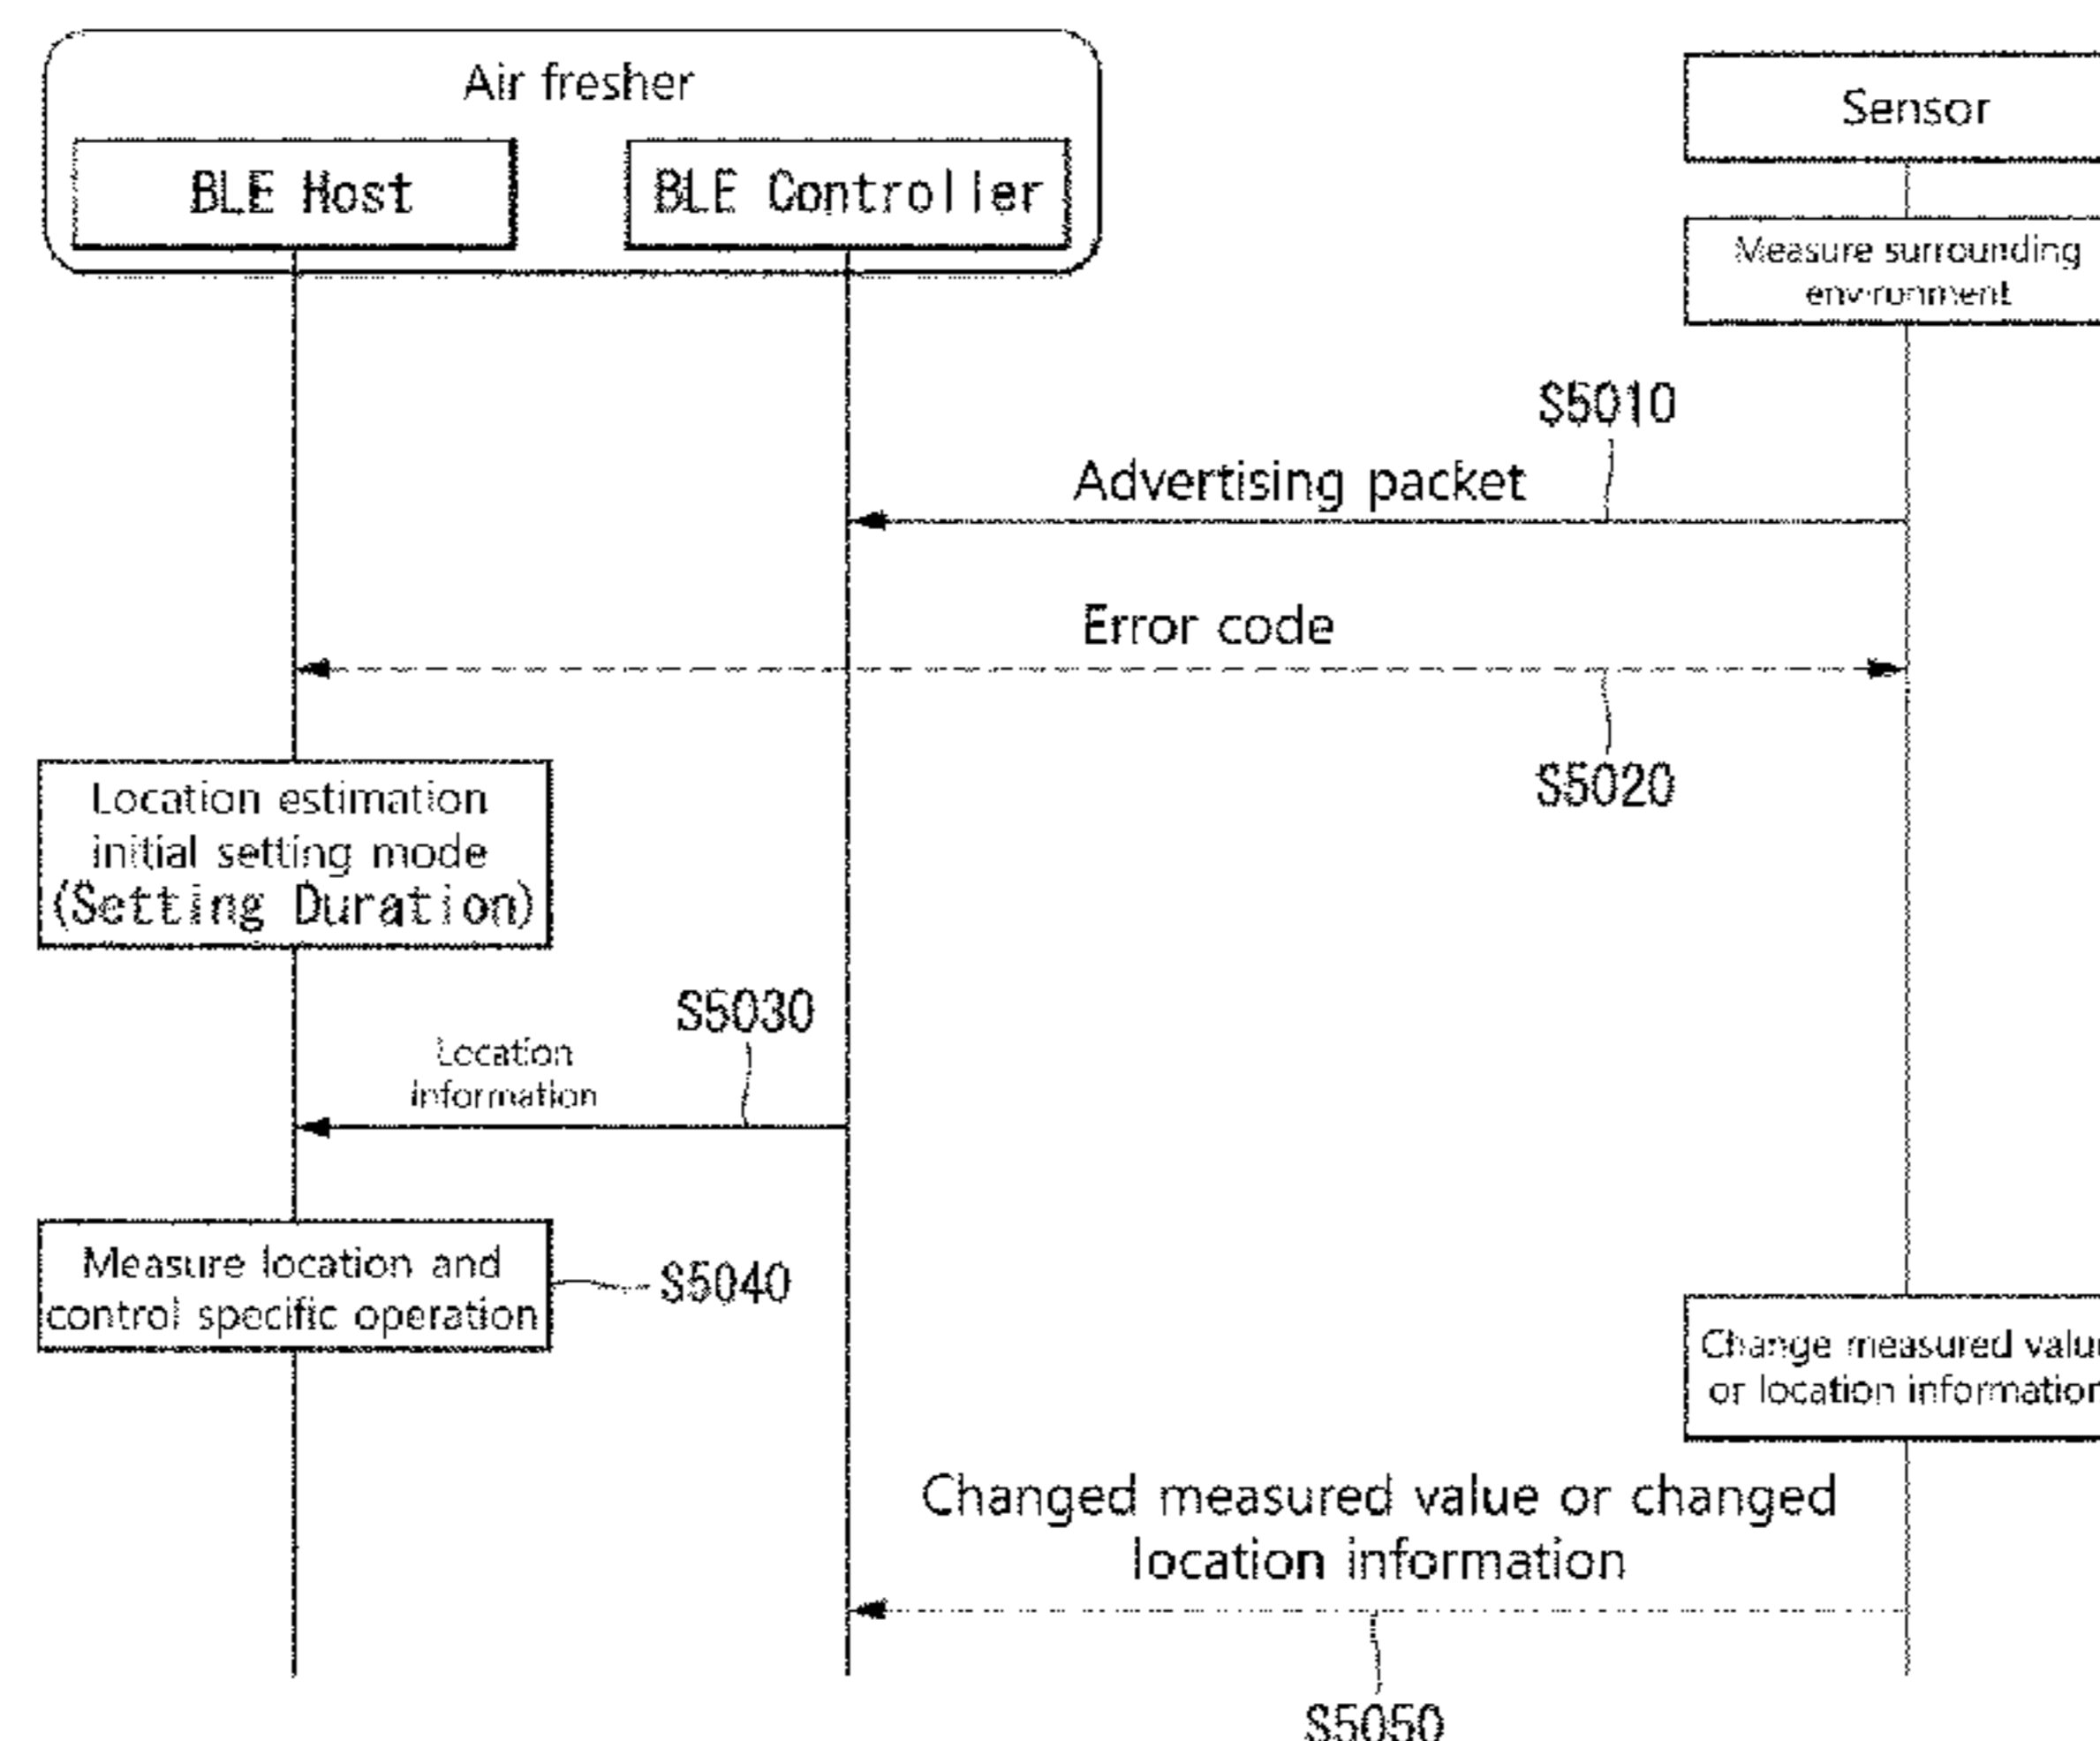 Air fresher
BLE Host
BLE Controller
Sensor
Measure surrounding
environment
S5010
Advertising packet
Error code
S5020
Location estimation
initial setting mode
(Setting Duration)
S5030
Location
information
Measure location and
control specific operation
S5040
Change measured value
or location information
Changed measured value or changed
location information
S5050